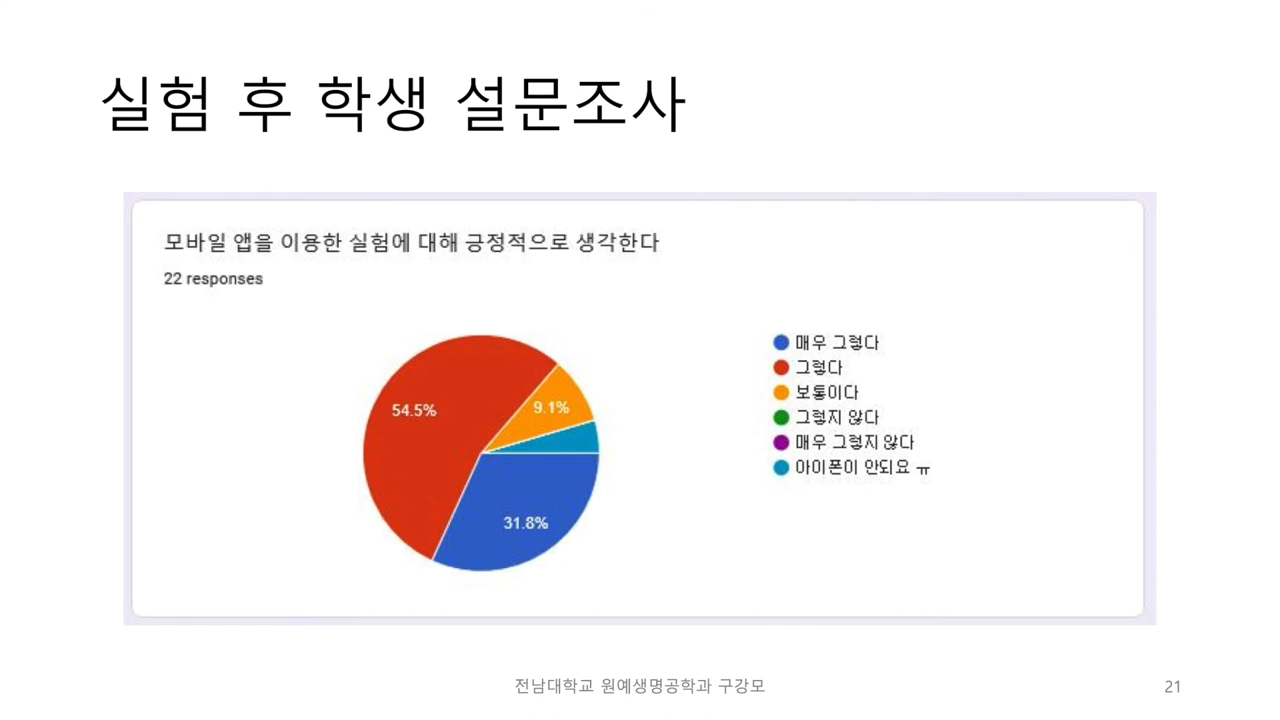 실험 후 학생 설문조사
모바일 앱을 이용한 실험에 대해 긍정적으로 생각한다
22 responses
매우 그렇다
그렇다
보통이다
그렇지 않다
매우 그렇지 않다
아이폰이 안되요 ㅠ
54.5%
9.1%
31.8%
전남대학교 원예생명공학과 구강모
21